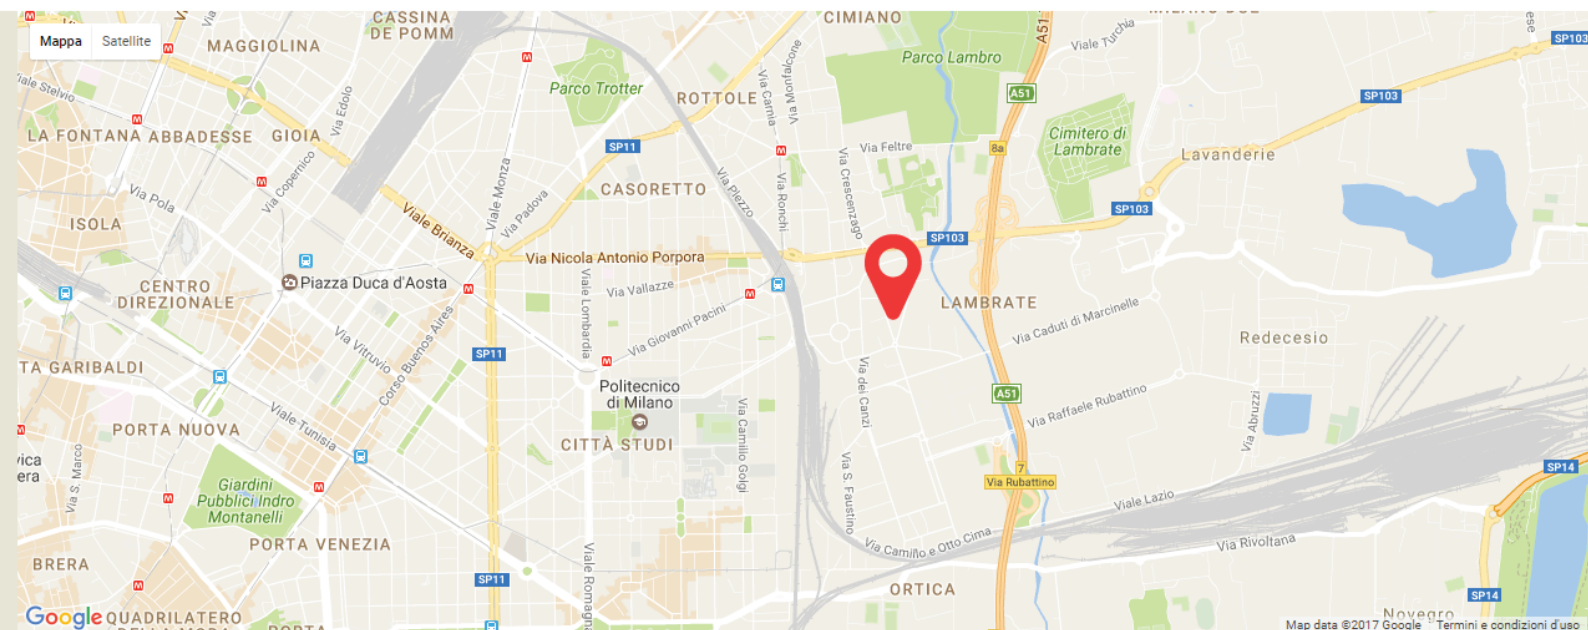 CASSINA
DE POMM
CIMIANO
Mappa Satellite
MAGGIOLINA
Viale Turchia
A51
SP103
Parco Lambro
Parco Trotter
ROTTOLE
Via Carnia
Via Monfalcone
A51
SP103
Via Edolo
LA FONTANA
ABBADESSE
GIOIA
SP11
Via Feltre
8a
Cimitero di
Lambrate
Lavanderie
Via Copernico
Viale Monza
Via Padova
CASORETTO
Via Plezzo
Via Ronchi
Via Crescenzago
Via Pola
SP103
ISOLA
Viale Brianza
SP103
Via Nicola Antonio Porpora
CENTRO
DIREZIONALE
Piazza Duca d'Aosta
Via Vallazze
Viale Lombardia
LAMBRATE
Via Giovanni Pacini
Via Caduti di Marcinelle
Redecesio
Via Vitruvio
Corso Buenos Aires
SP11
TA GARIBALDI
Politecnico
di Milano
Via dei Canzi
A51
Via Raffaele Rubattino
Via Abruzzi
Viale Tunisia
PORTA NUOVA
CITTÀ STUDI
Via Camillo Golgi
Via S. Marco
Giardini
Pubblici Indro
Montanelli
Via S. Faustino
7
Via Rubattino
SP14
Viale Lazio
PORTA VENEZIA
Via Camillo e Otto Cima
Via Rivoltana
BRERA
SP11
ORTICA
SP14
Google
QUADRILATERO
Novegro
Map data ©2017 Google Termini e condizioni d'uso